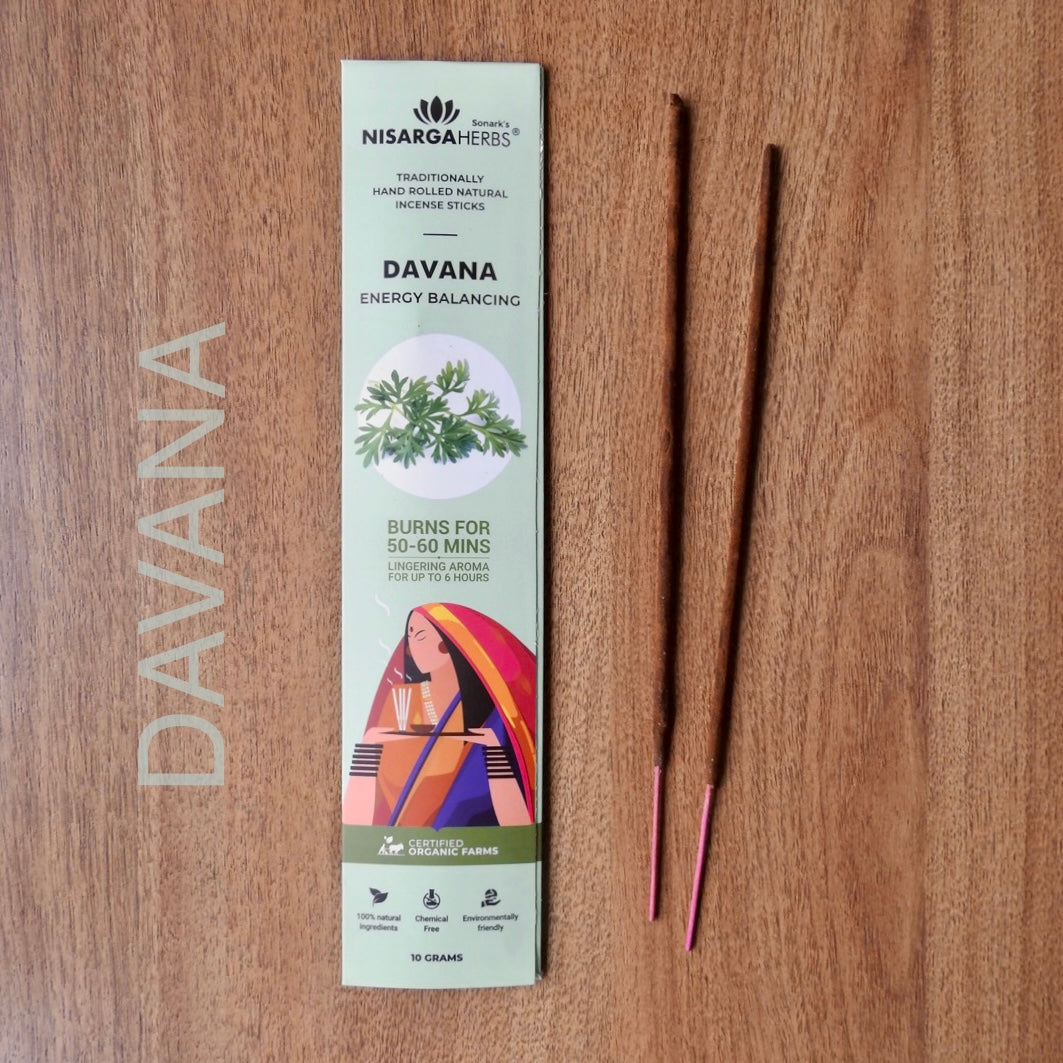 DAVANA
Sonark's
NISARGAHERBS®
TRADITIONALLY
HAND ROLLED NATURAL
INCENSE STICKS
DAVANA
ENERGY BALANCING
BURNS FOR
50-60 MINS
LINGERING AROMA
FOR UP TO 6 HOURS
CERTIFIED
ORGANIC FARMS
100% natural
ingredients
Chemical
Free
Environmentally
friendly
10 GRAMS